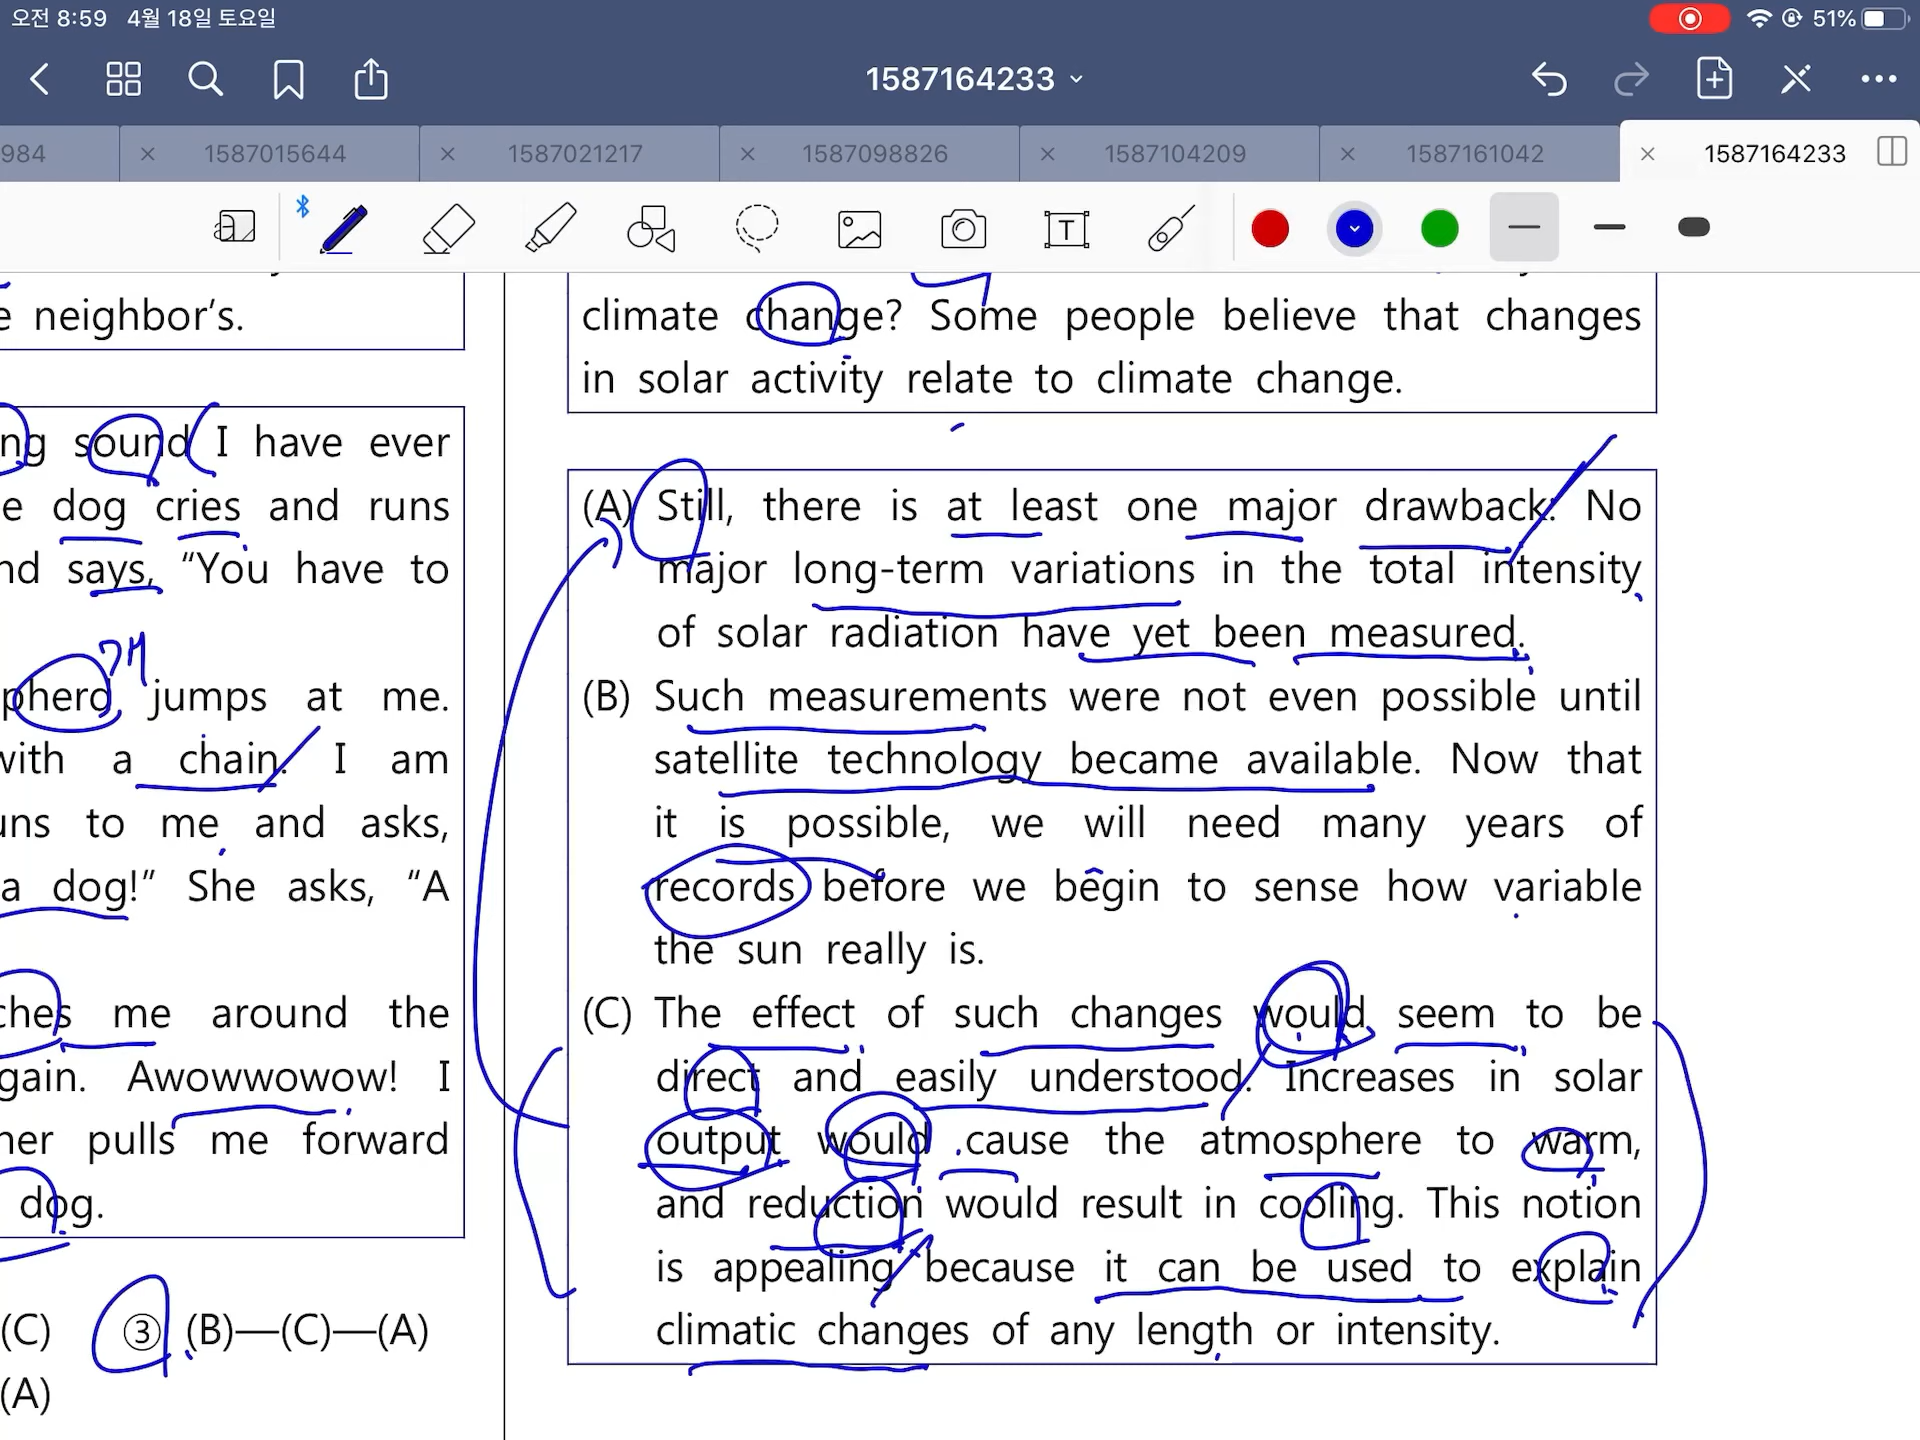 오전 8:59 4월 18일 토요일
51%
1587164233
984
1587015644
1587021217
1587098826
1587104209
1587161042
1587164233
neighbor's.
sound I have ever
dog cries and runs
says, "You have to
개
jumps at me.
with a chain. I am
to me and asks,
a dog!" She asks, "A
me around the
Awowwowow! I
pulls me forward
dog.
(C) ③ (B)—(C)—(A)
(A)
climate change? Some people believe that changes
in solar activity relate to climate change.
(A) Still, there is at least one major drawback: No
major long-term variations in the total intensity
of solar radiation have yet been measured.
(B) Such measurements were not even possible until
satellite technology became available. Now that
it is possible, we will need many years of
records before we begin to sense how variable
the sun really is.
(C) The effect of such changes would seem to be
direct and easily understood. Increases in solar
output would cause the atmosphere to warm,
and reduction would result in cooling. This notion
is appealing because it can be used to explain
climatic changes of any length or intensity.